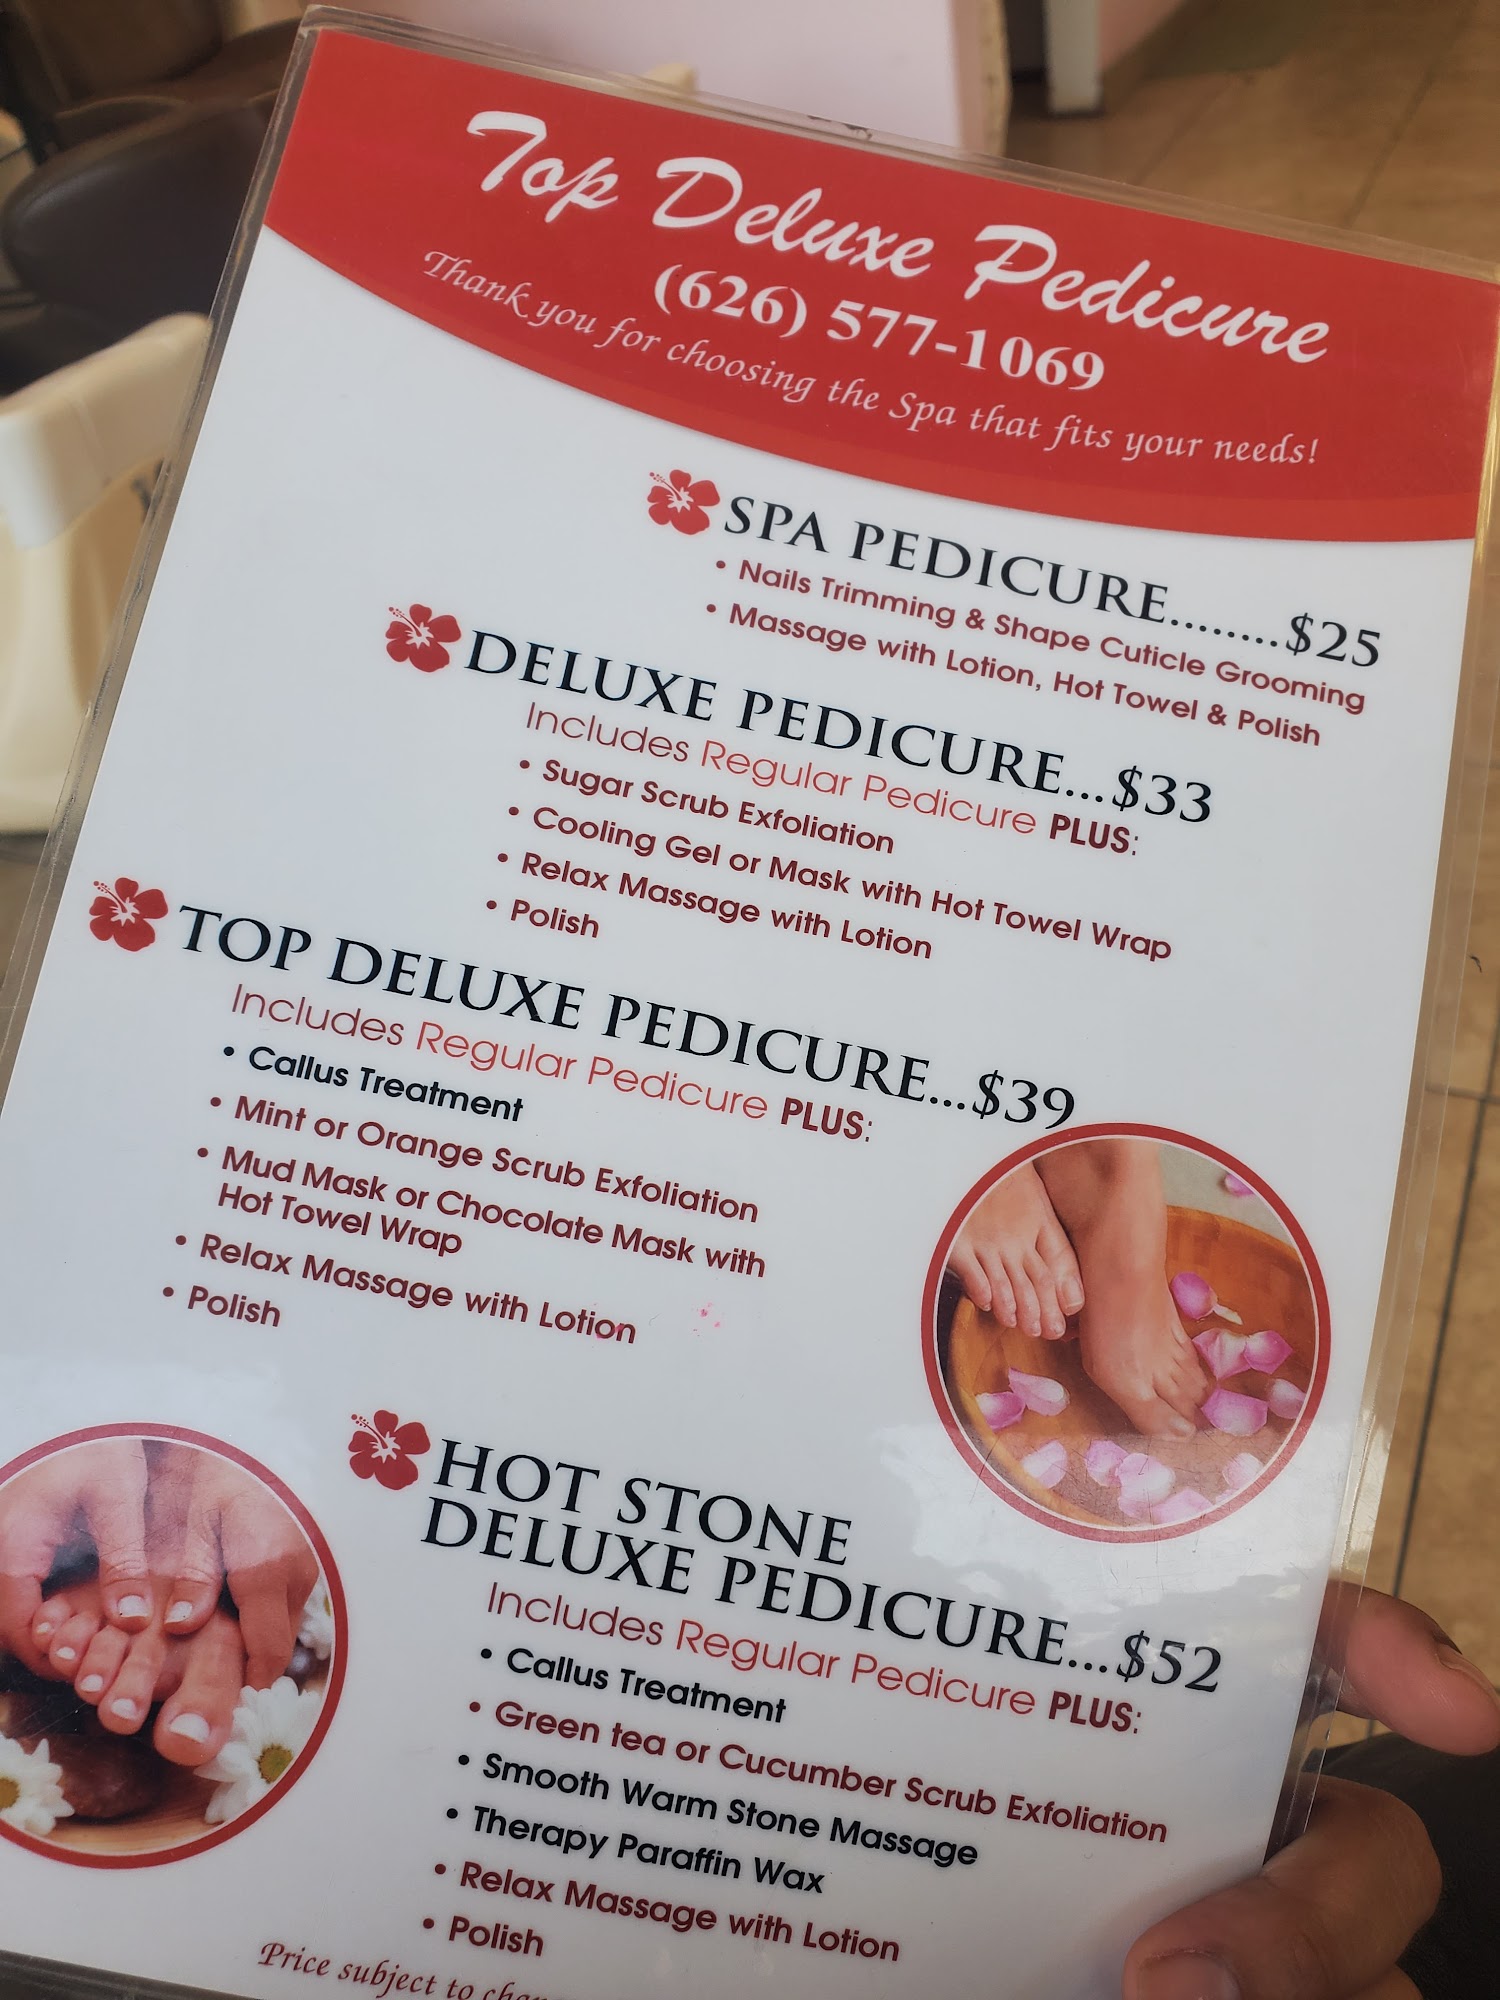 Top Deluxe Pedicure
(626) 577-1069
Thank you for choosing the Spa that fits your needs!
SPA PEDICURE........$25
• Nails Trimming & Shape Cuticle Grooming
• Massage with Lotion, Hot Towel & Polish
DELUXE PEDICURE...$33
Includes Regular Pedicure PLUS:
• Sugar Scrub Exfoliation
• Cooling Gel or Mask with Hot Towel Wrap
• Relax Massage with Lotion
• Polish
TOP DELUXE PEDICURE...$39
Includes Regular Pedicure PLUS:
• Callus Treatment
• Mint or Orange Scrub Exfoliation
• Mud Mask or Chocolate Mask with
Hot Towel Wrap
• Relax Massage with Lotion
• Polish
HOT STONE
DELUXE PEDICURE...$52
Includes Regular Pedicure PLUS:
• Callus Treatment
• Green tea or Cucumber Scrub Exfoliation
• Smooth Warm Stone Massage
• Therapy Paraffin Wax
• Relax Massage with Lotion
• Polish
Price subject to